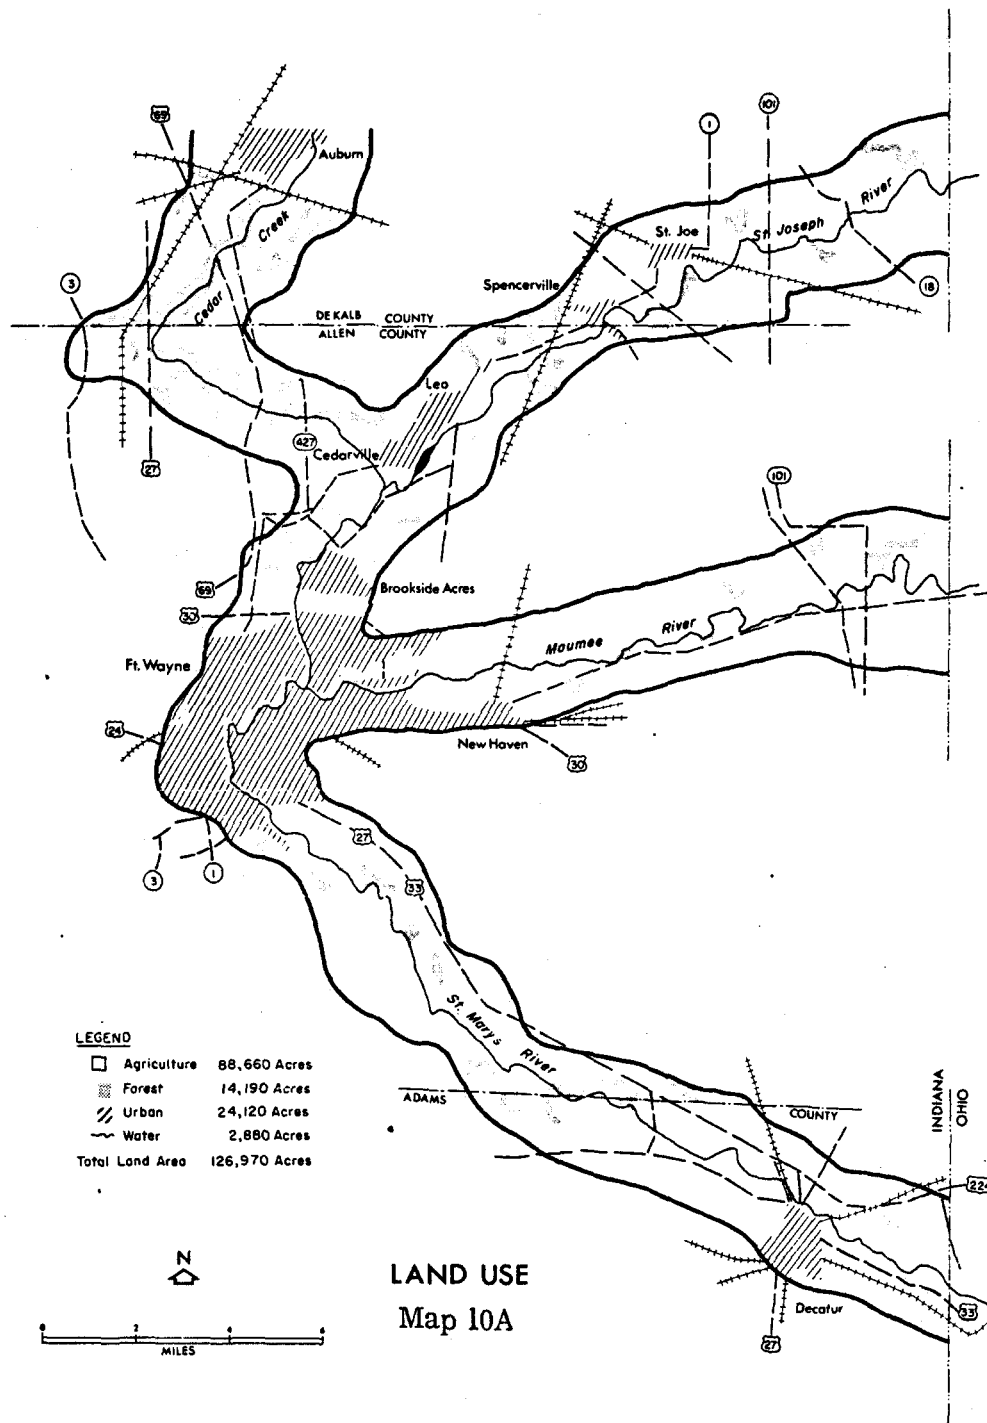 69
101
1
Auburn
River
St. Joseph
St. Joe
Creek
Cedar
3
Spencerville
18
DE KALB COUNTY
ALLEN COUNTY
Leo
427
Cedarville
27
101
69
Brookside Acres
30
River
Maumee
Ft. Wayne
24
New Haven
30
27
33
3
1
St. Marys
River
LEGEND
Agriculture 88,660 Acres
Forest 14,190 Acres
Urban 24,120 Acres
Water 2,880 Acres
Total Land Area 126,970 Acres
ADAMS COUNTY
INDIANA
OHIO
224
N
LAND USE
Map 10A
Decatur
33
27
0 2 4 6
MILES